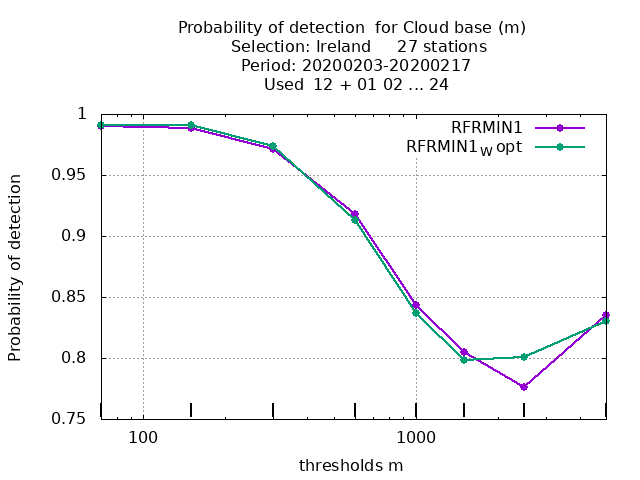 Probability of detection  for Cloud base (m)
Selection: Ireland     27 stations
Period: 20200203-20200217
Used  12 + 01 02 ... 24
RFRMIN1
RFRMIN1W opt
1
0.95
0.9
0.85
0.8
0.75
Probability of detection
100 1000
thresholds m